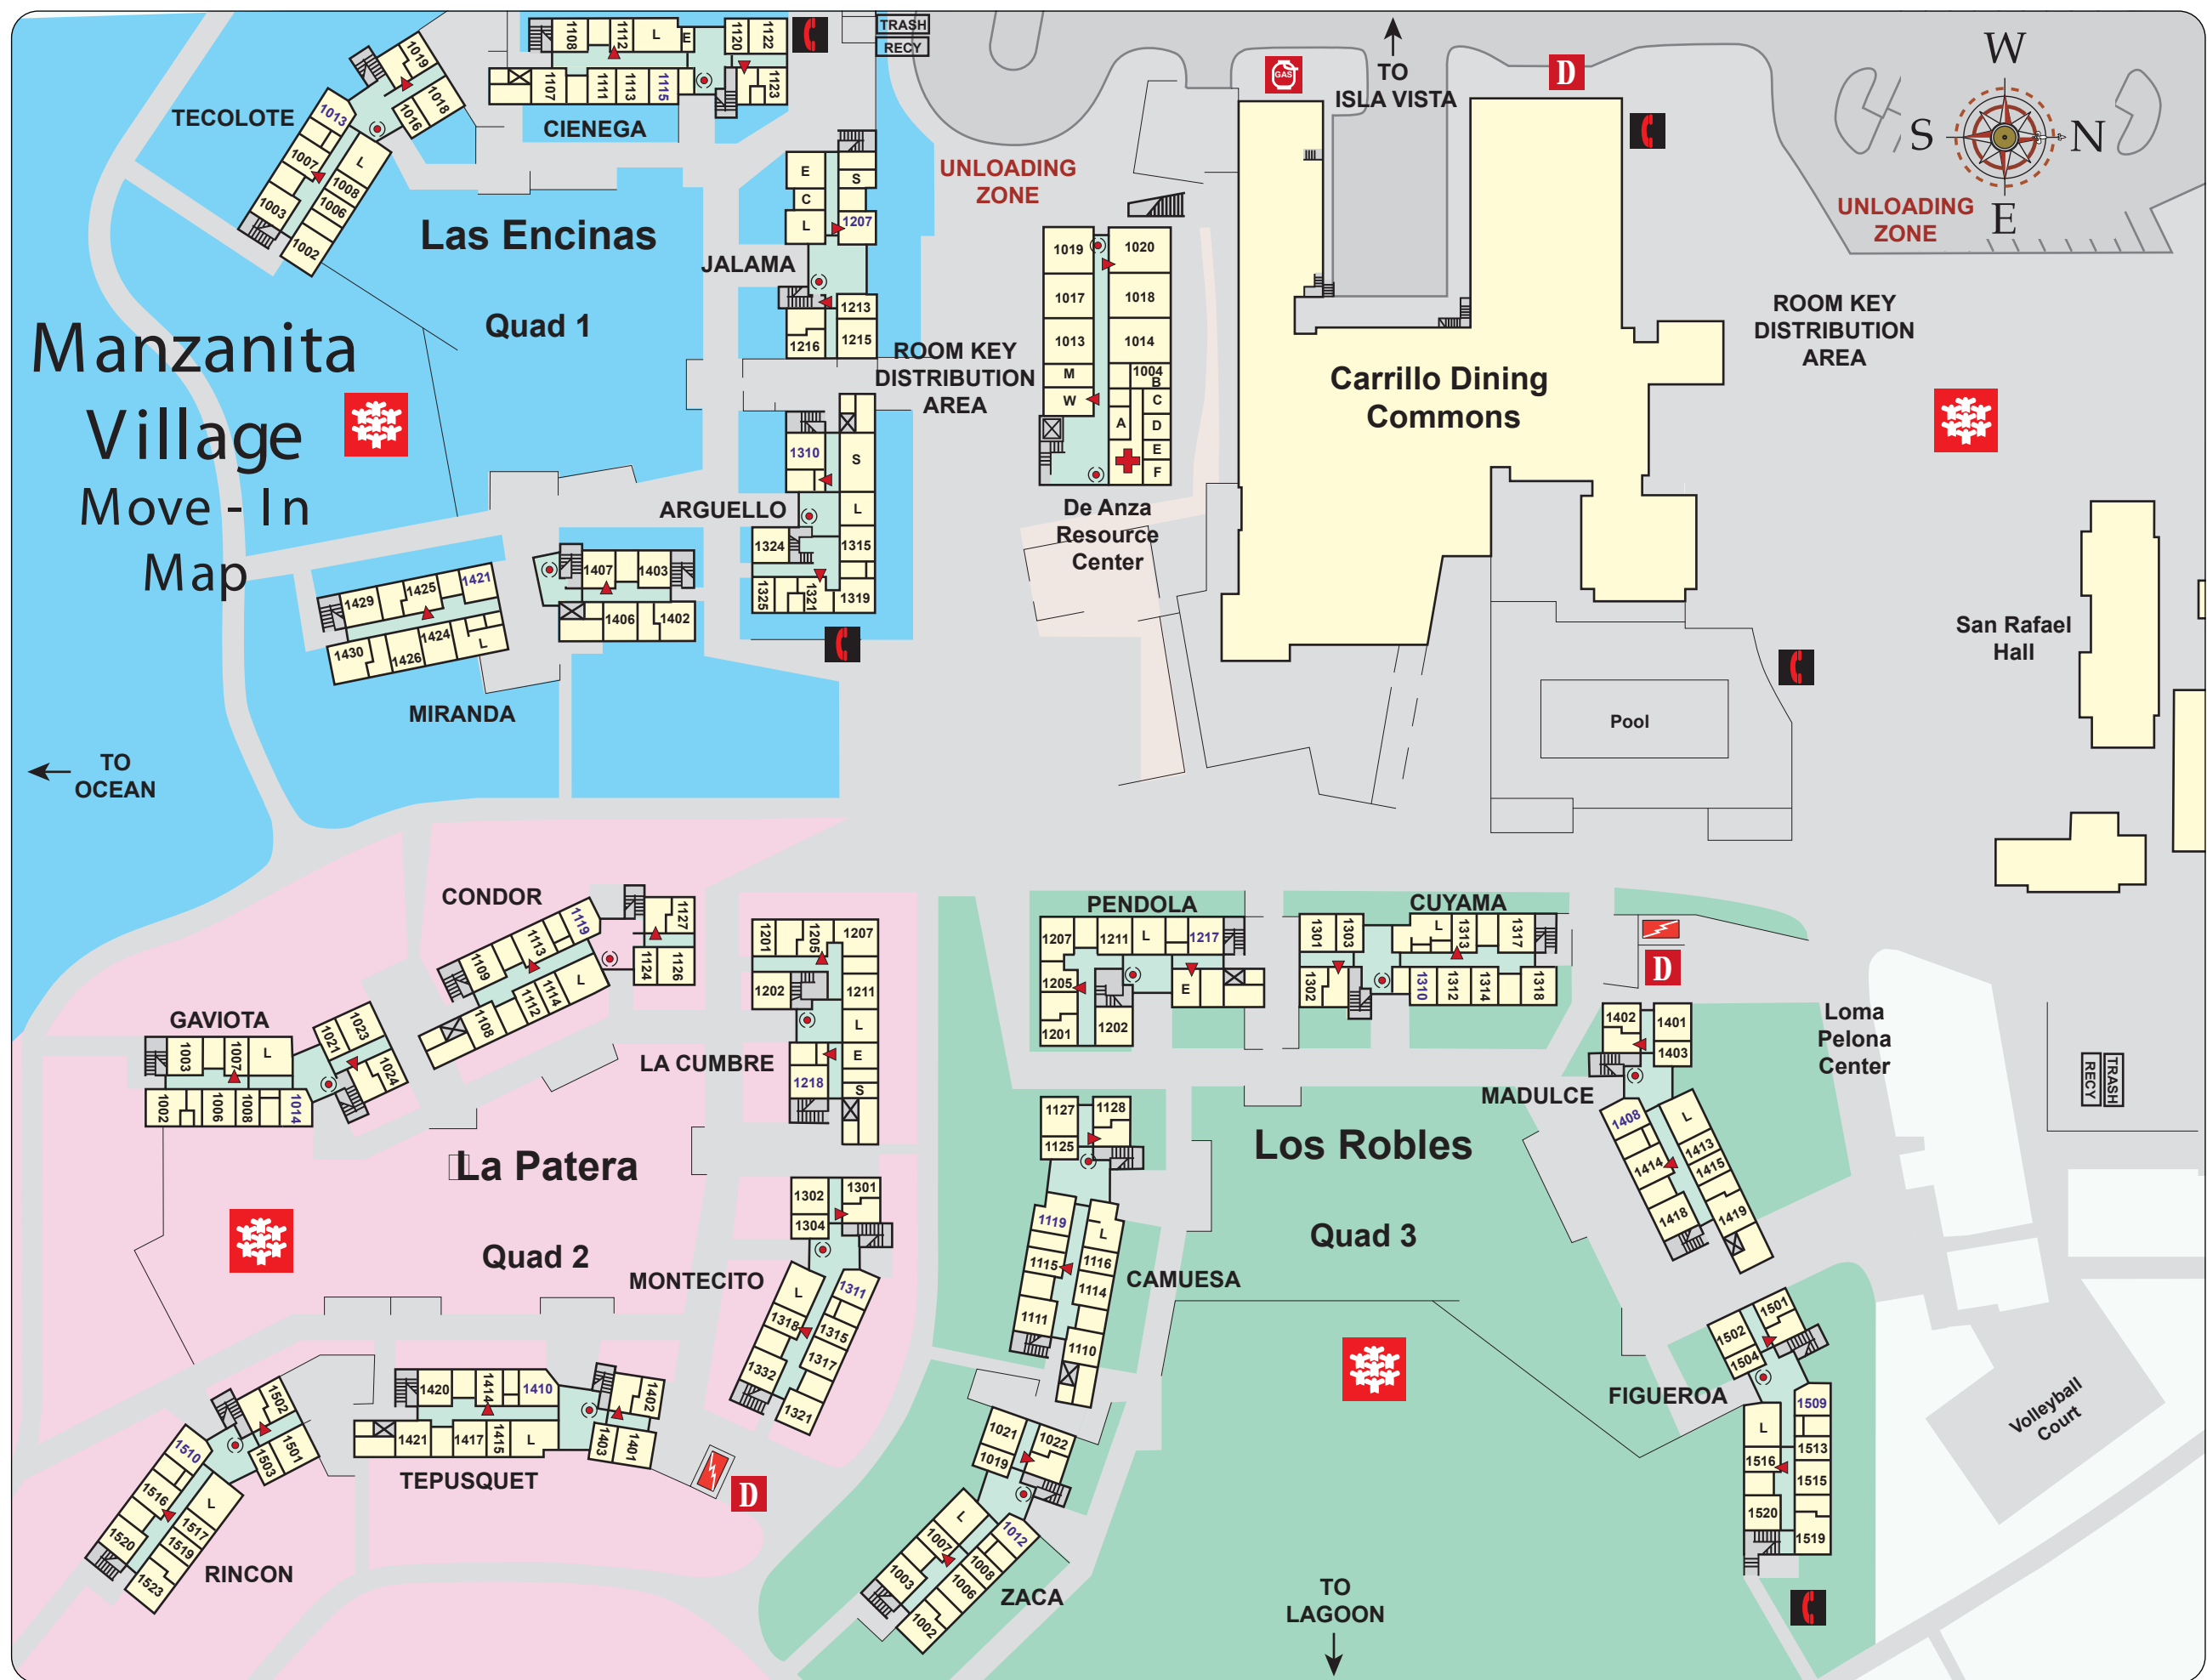 Manzanita
Village
Move - In
Map
TECOLOTE
1019
1018
1016
1013
1007
1003
L
1008
1006
1002
CIENEGA
1108
1112
L
E
1120
1122
1107
1111
1113
1115
1123
TRASH
RECY
Las Encinas
Quad 1
JALAMA
E
C
L
S
1207
1213
1215
1216
ARGUELLO
1310
S
L
1315
1324
1325
1321
1319
MIRANDA
1429
1425
1421
1430
1426
1424
L
1407
1403
1406
1402
TO
OCEAN
UNLOADING
ZONE
ROOM KEY
DISTRIBUTION
AREA
1019
1020
1017
1018
1013
1014
M
1004
B
W
C
A
D
E
F
De Anza
Resource
Center
GAS
TO
ISLA VISTA
D
Carrillo Dining
Commons
Pool
W
S
N
E
UNLOADING
ZONE
ROOM KEY
DISTRIBUTION
AREA
San Rafael
Hall
CONDOR
1127
1119
1113
1109
1124
1126
L
1114
1112
1108
GAVIOTA
1003
1007
L
1021
1023
1024
1002
1006
1008
1014
LA CUMBRE
1201
1205
1207
1202
1211
L
E
1218
S
La Patera
Quad 2
MONTECITO
1302
1301
1304
L
1311
1318
1315
1317
1332
1321
TEPUSQUET
1420
1414
1410
1402
1421
1417
1415
L
1403
1401
D
RINCON
1502
1501
1503
1510
1516
L
1517
1520
1519
1523
PENDOLA
1207
1211
L
1217
1205
E
1201
1202
CUYAMA
1301
1303
L
1313
1317
1302
1310
1312
1314
1318
D
MADULCE
1402
1401
1403
1408
L
1414
1413
1415
1418
1419
Loma
Pelona
Center
RECY
TRASH
Los Robles
Quad 3
CAMUESA
1127
1128
1125
1119
L
1115
1116
1114
1111
1110
ZACA
1021
1022
1019
L
1012
1007
1008
1003
1006
1002
FIGUEROA
1501
1502
1504
1509
L
1513
1516
1515
1520
1519
Volleyball
Court
TO
LAGOON